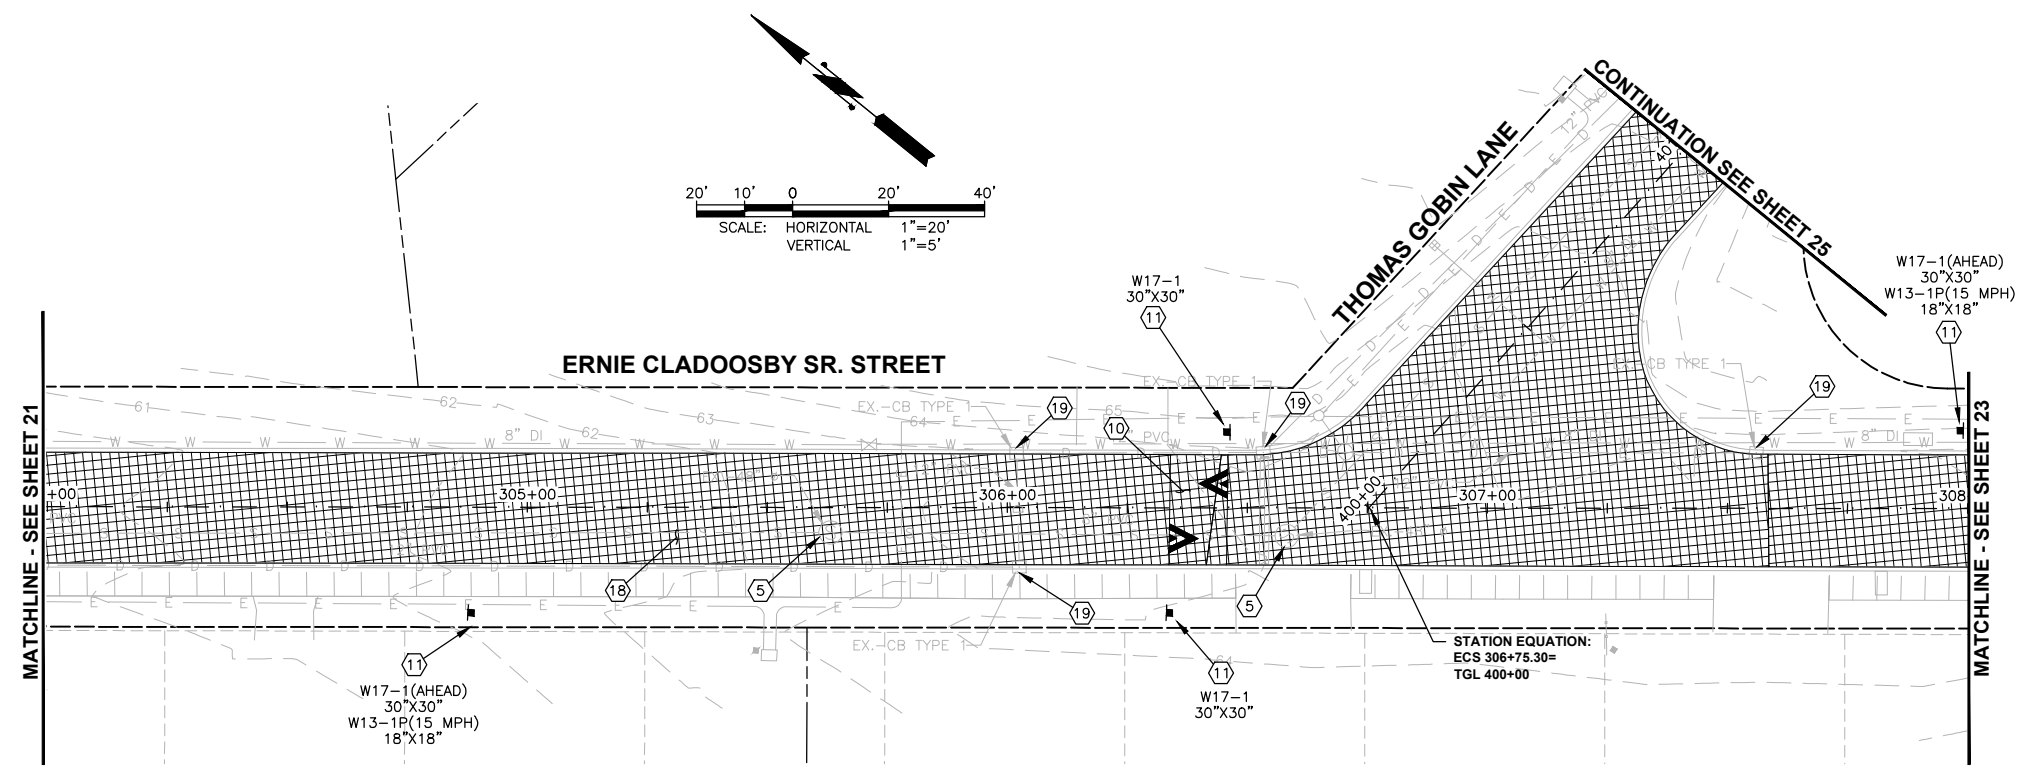 20' 10' 0 20' 40'
SCALE: HORIZONTAL 1"=20'
VERTICAL 1"=5'
CONTINUATION SEE SHEET 25
THOMAS GOBIN LANE
12" PVC
40
W17-1
30"X30"
11
W17-1(AHEAD)
30"X30"
W13-1P(15 MPH)
18"X18"
11
ERNIE CLADOOSBY SR. STREET
EX.-CB TYPE 1
EX.-CB TYPE 1
EX.-CB TYPE 1
19
19
19
10
61
62
62
63
64
65
8" DI
PVC
8" DI
MATCHLINE - SEE SHEET 21
MATCHLINE - SEE SHEET 23
+00
305+00
306+00
400+00
307+00
308
18
5
5
19
EX.-CB TYPE 1
64
11
W17-1(AHEAD)
30"X30"
W13-1P(15 MPH)
18"X18"
11
W17-1
30"X30"
STATION EQUATION:
ECS 306+75.30=
TGL 400+00